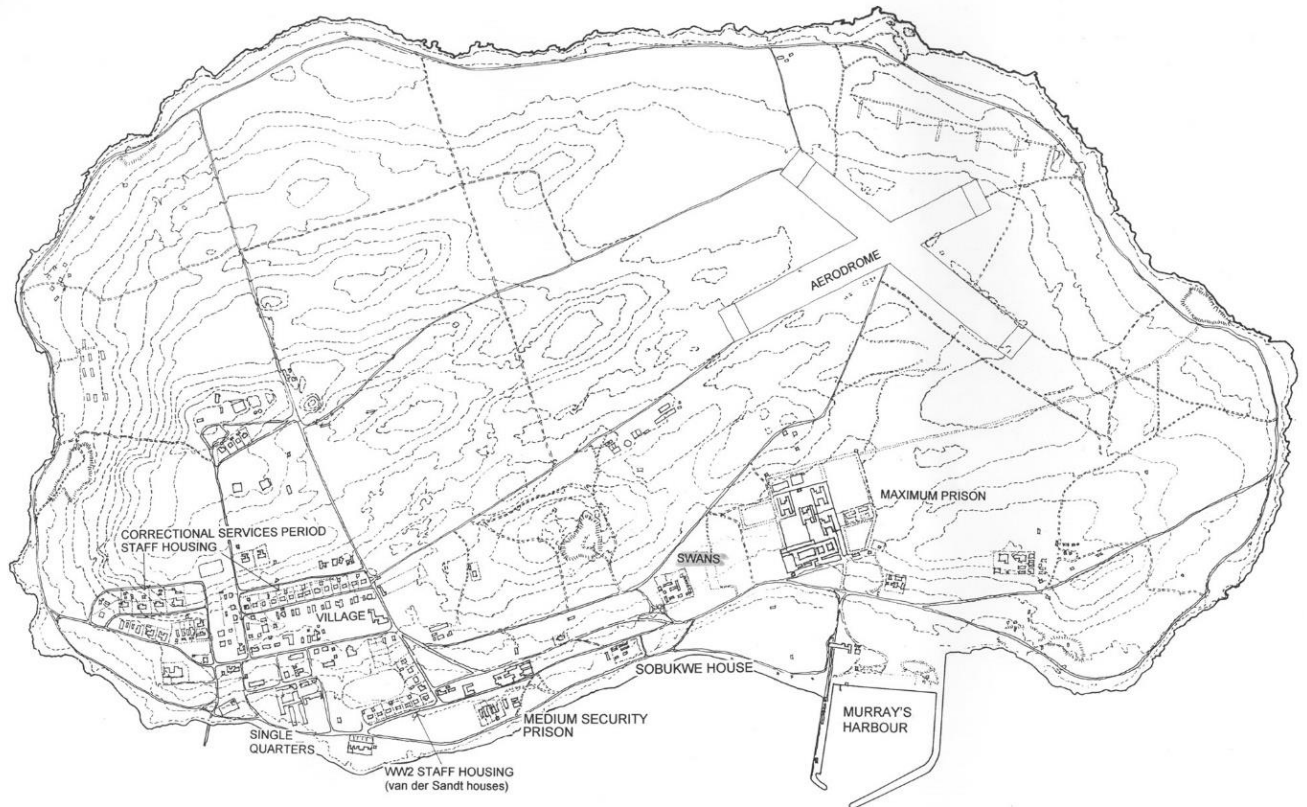 AERODROME
MAXIMUM PRISON
CORRECTIONAL SERVICES PERIOD
STAFF HOUSING
SWANS
VILLAGE
SOBUKWE HOUSE
MURRAY'S
HARBOUR
MEDIUM SECURITY
PRISON
SINGLE
QUARTERS
WW2 STAFF HOUSING
(van der Sandt houses)